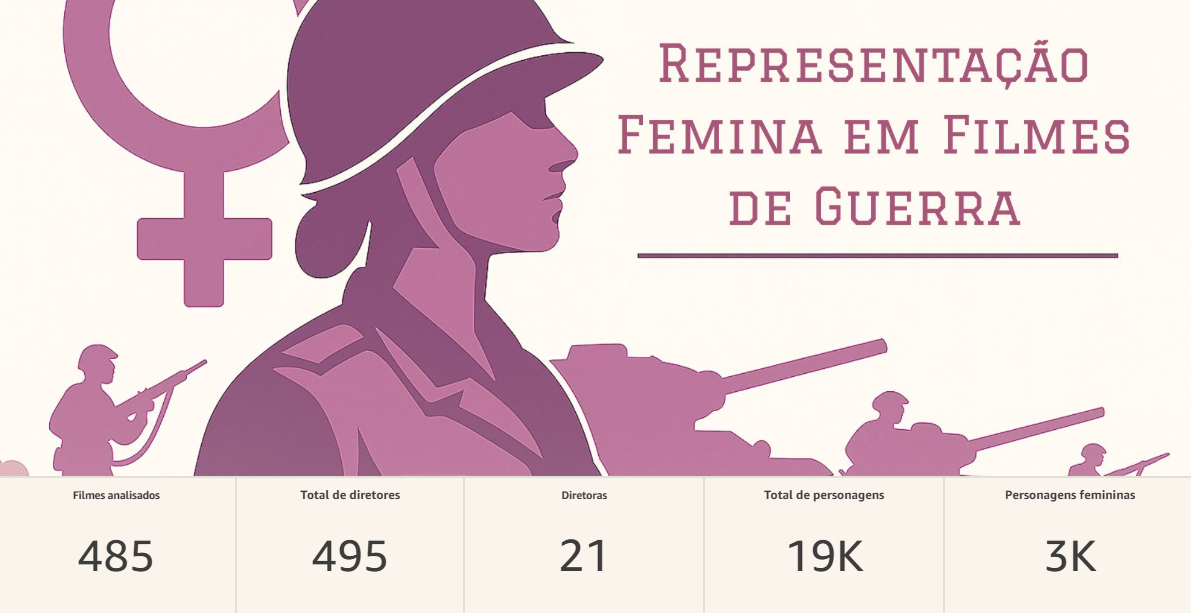 Representação
Femina em Filmes
de Guerra
Filmes analisados
485
Total de diretores
495
Diretoras
21
Total de personagens
19K
Personagens femininas
3K